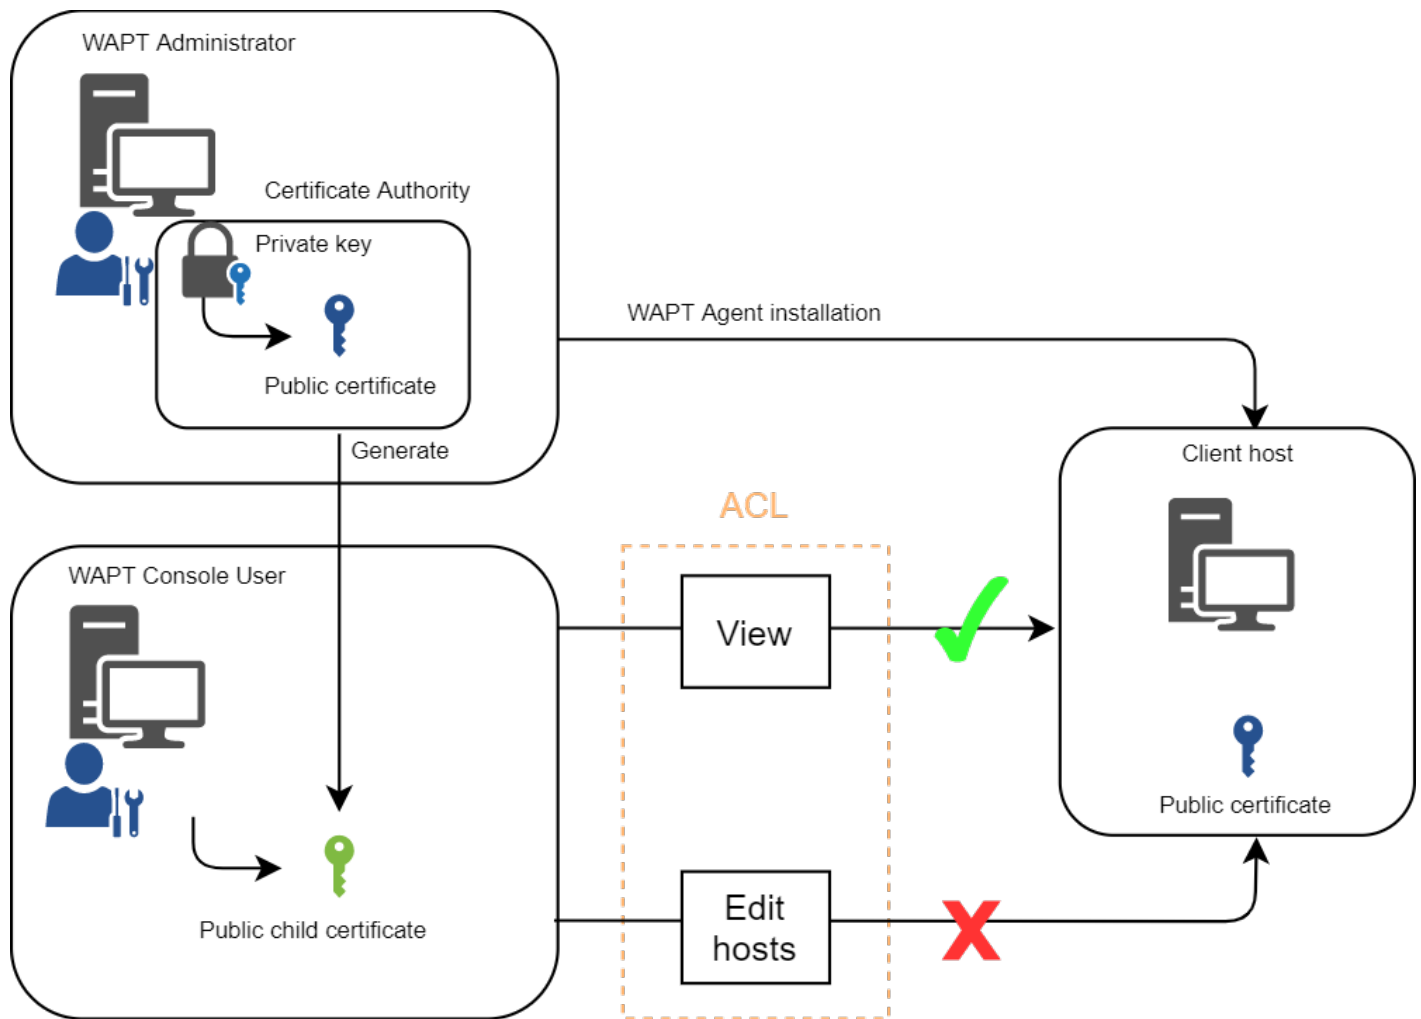 WAPT Administrator
Certificate Authority
Private key
Public certificate
Generate
WAPT Agent installation
Client host
Public certificate
ACL
View
Edit
hosts
WAPT Console User
Public child certificate